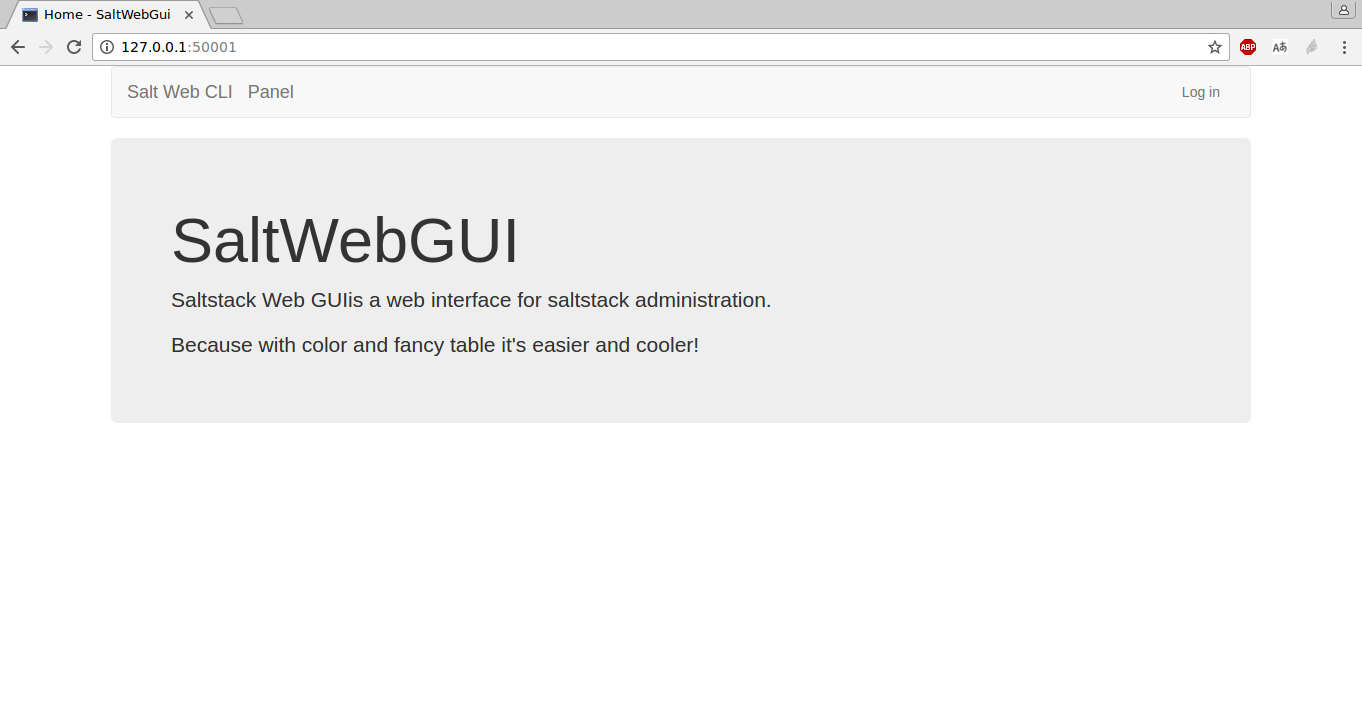 Home - SaltWebGui
127.0.0.1:50001
ABP
Aあ
Salt Web CLI Panel
Log in
SaltWebGUI
Saltstack Web GUIis a web interface for saltstack administration.
Because with color and fancy table it's easier and cooler!